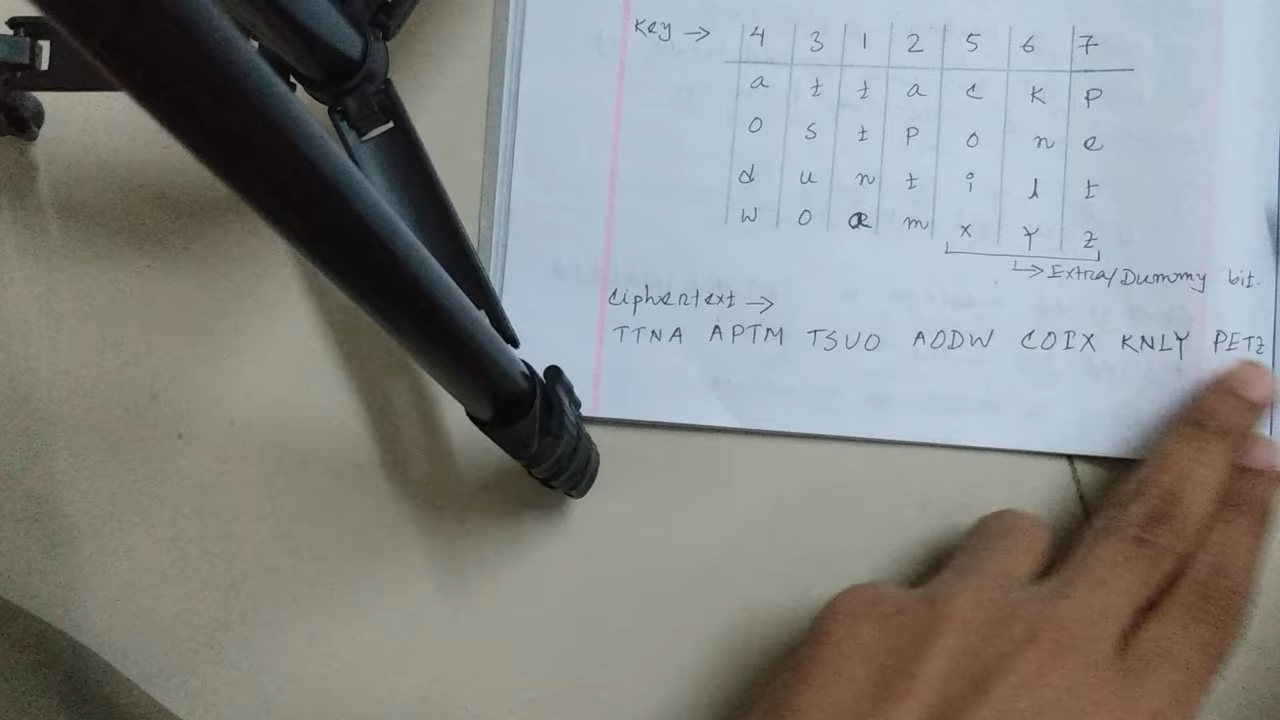 Key → 4 3 1 2 5 6 7
a t t a c k p
o s t p o n e
d u n t i l t
w o a m x Y z
↳ Extra/Dummy bit.
ciphertext →
TTNA APTM TSUO AODW COIX KNLY PETZ